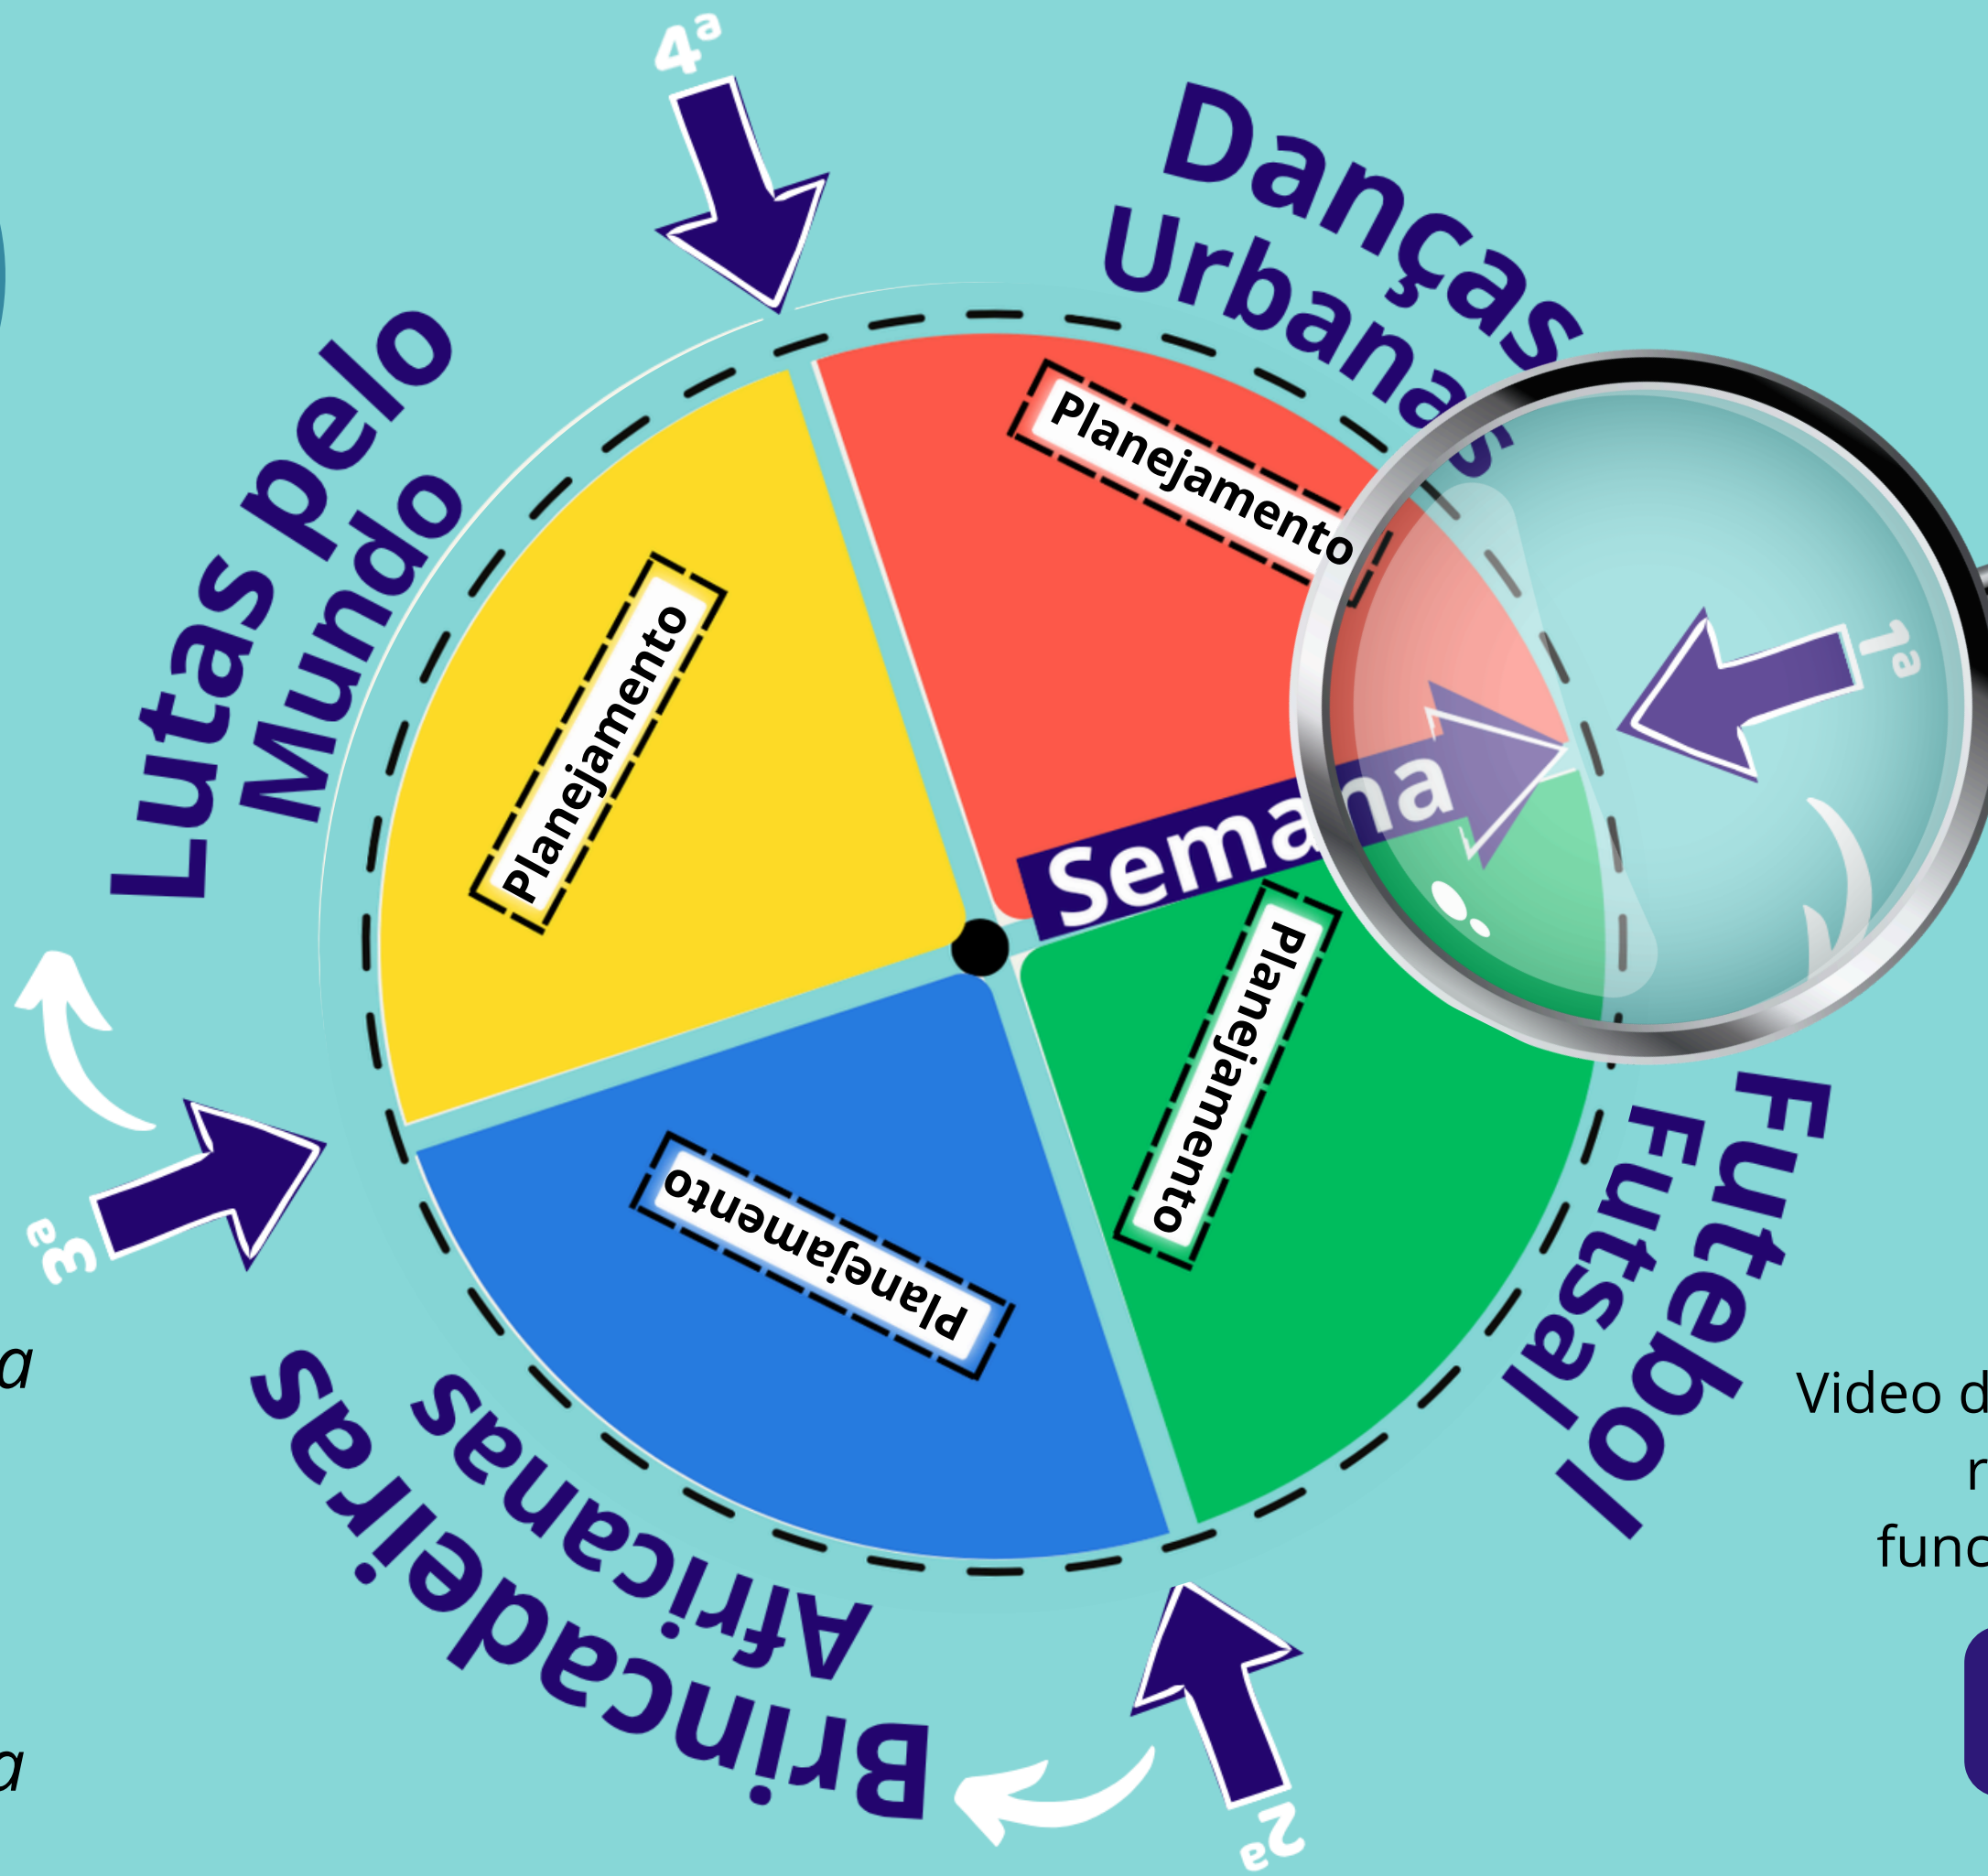 4ª
Danças
Urbanas
Planejamento
1ª
Lutas pelo
Mundo
Planejamento
Semana
Planejamento
Futebol
Futsal
Planejamento
3ª
Brincadeiras
Africanas
2ª
a
a
Video d
r
func